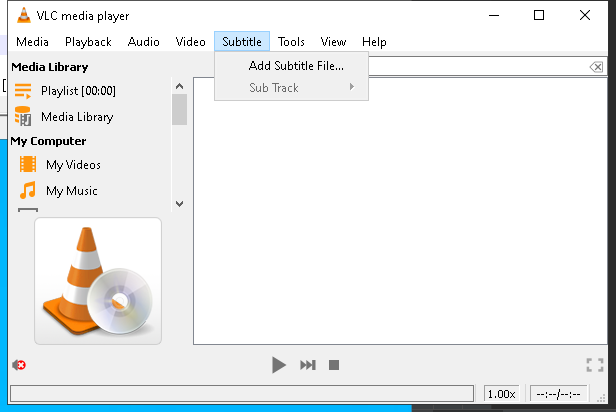 VLC media player
Media Playback Audio Video Subtitle Tools View Help
Media Library
Playlist [00:00]
Media Library
My Computer
My Videos
My Music
Add Subtitle File...
Sub Track
1.00x
--:--/--:--